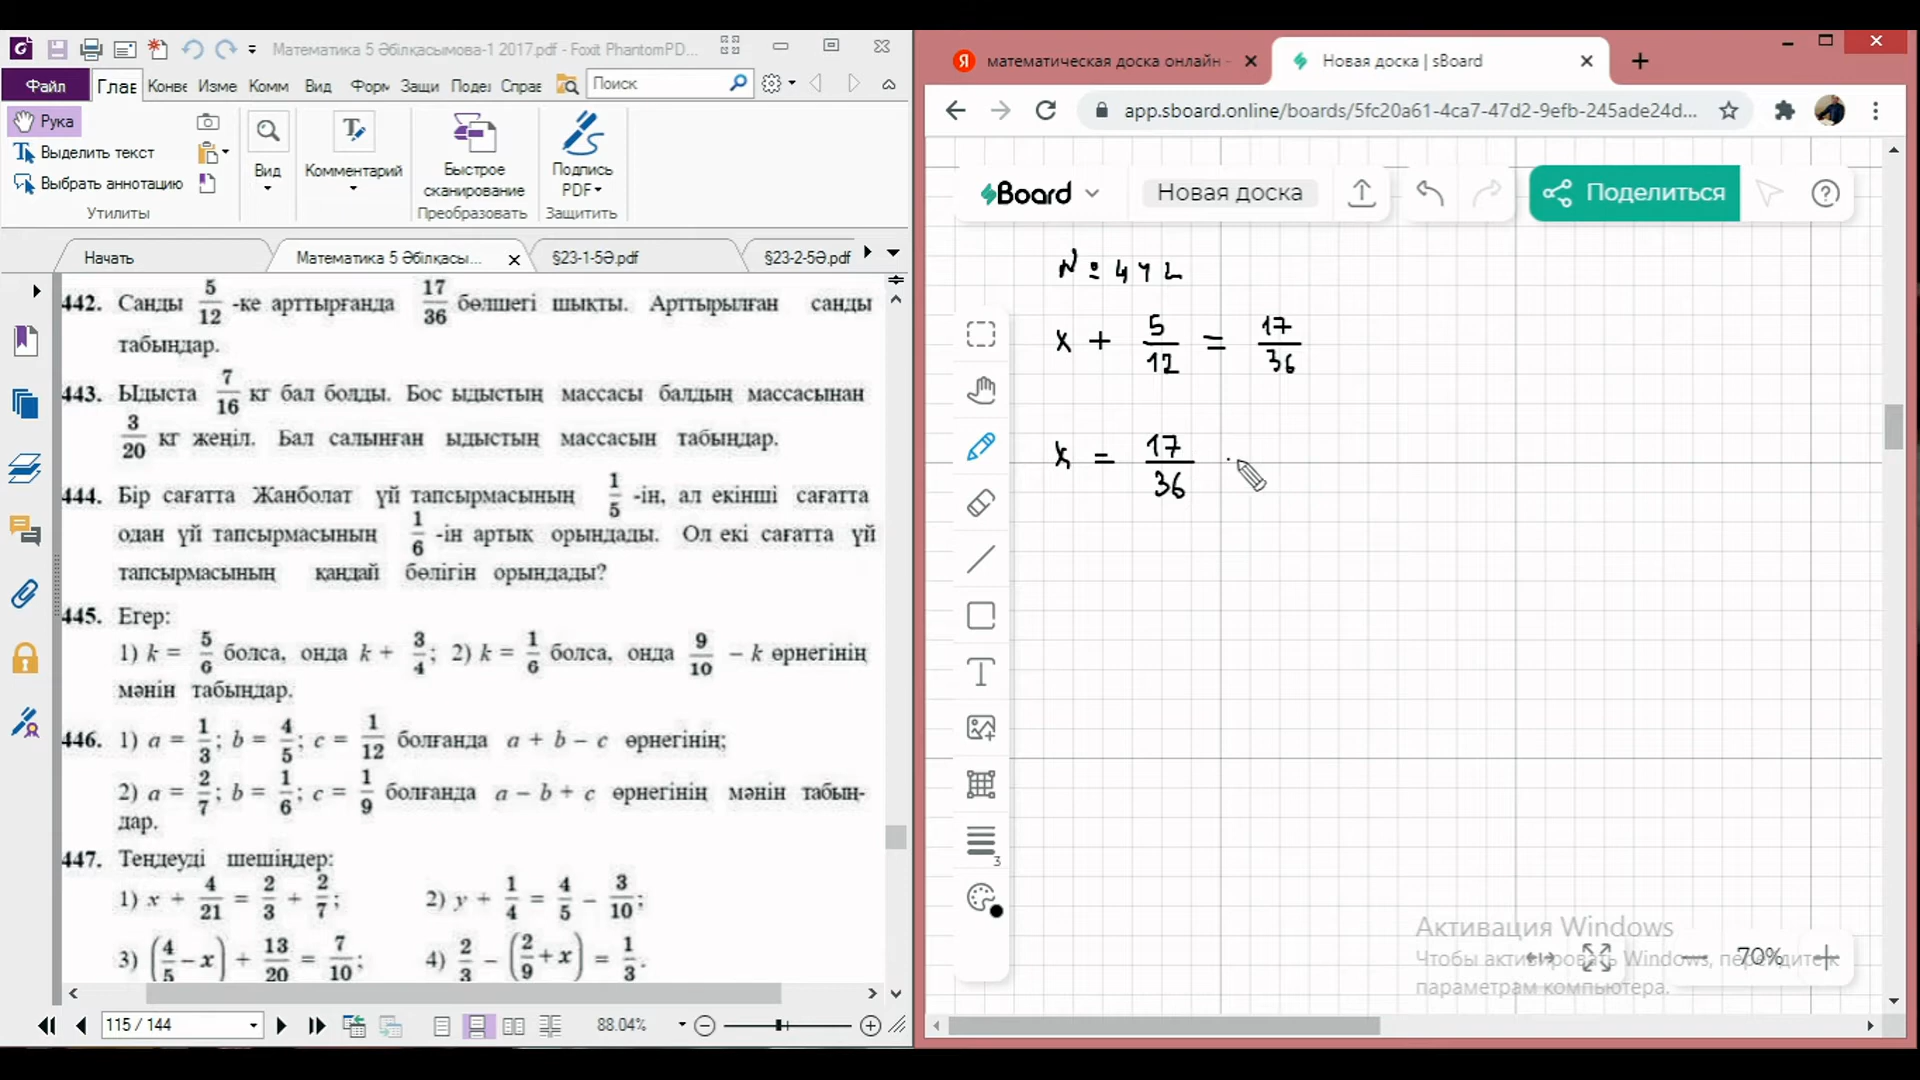 Математика 5 Әбілқасымова-1 2017.pdf - Foxit PhantomPD...
Файл Глав Конве Изме Комм Вид Форм Защи Подел Справ Поиск
Рука
Выделить текст
Выбрать аннотацию
Утилиты
Вид
Комментарий
Быстрое сканирование
Преобразовать
Подпись PDF
Защитить
Начать Математика 5 Әбілқасы... §23-1-5Ә.pdf §23-2-5Ә.pdf
442. Санды 5/12 -ке арттырғанда 17/36 бөлшегі шықты. Арттырылған санды
табыңдар.
443. Ыдыста 7/16 кг бал болды. Бос ыдыстың массасы балдың массасынан
3/20 кг жеңіл. Бал салынған ыдыстың массасын табыңдар.
444. Бір сағатта Жанболат үй тапсырмасының 1/5 -ін, ал екінші сағатта
одан үй тапсырмасының 1/6 -ін артық орындады. Ол екі сағатта үй
тапсырмасының қандай бөлігін орындады?
445. Егер:
1) k = 5/6 болса, онда k + 3/4; 2) k = 1/6 болса, онда 9/10 – k өрнегінің
мәнін табыңдар.
446. 1) a = 1/3; b = 4/5; c = 1/12 болғанда a + b – c өрнегінің;
2) a = 2/7; b = 1/6; c = 1/9 болғанда a – b + c өрнегінің мәнін табың-
дар.
447. Теңдеуді шешіңдер:
1) x + 4/21 = 2/3 + 2/7; 2) y + 1/4 = 4/5 – 3/10;
3) (4/5 – x) + 13/20 = 7/10; 4) 2/3 – (2/9 + x) = 1/3.
115 / 144 88.04%
математическая доска онлайн - Новая доска | sBoard
app.sboard.online/boards/5fc20a61-4ca7-47d2-9efb-245ade24d...
sBoard Новая доска Поделиться
N: 442
x + 5/12 = 17/36
x = 17/36
3
Активация Windows
Чтобы активировать Windows, перейдите к
параметрам компьютера.
70%